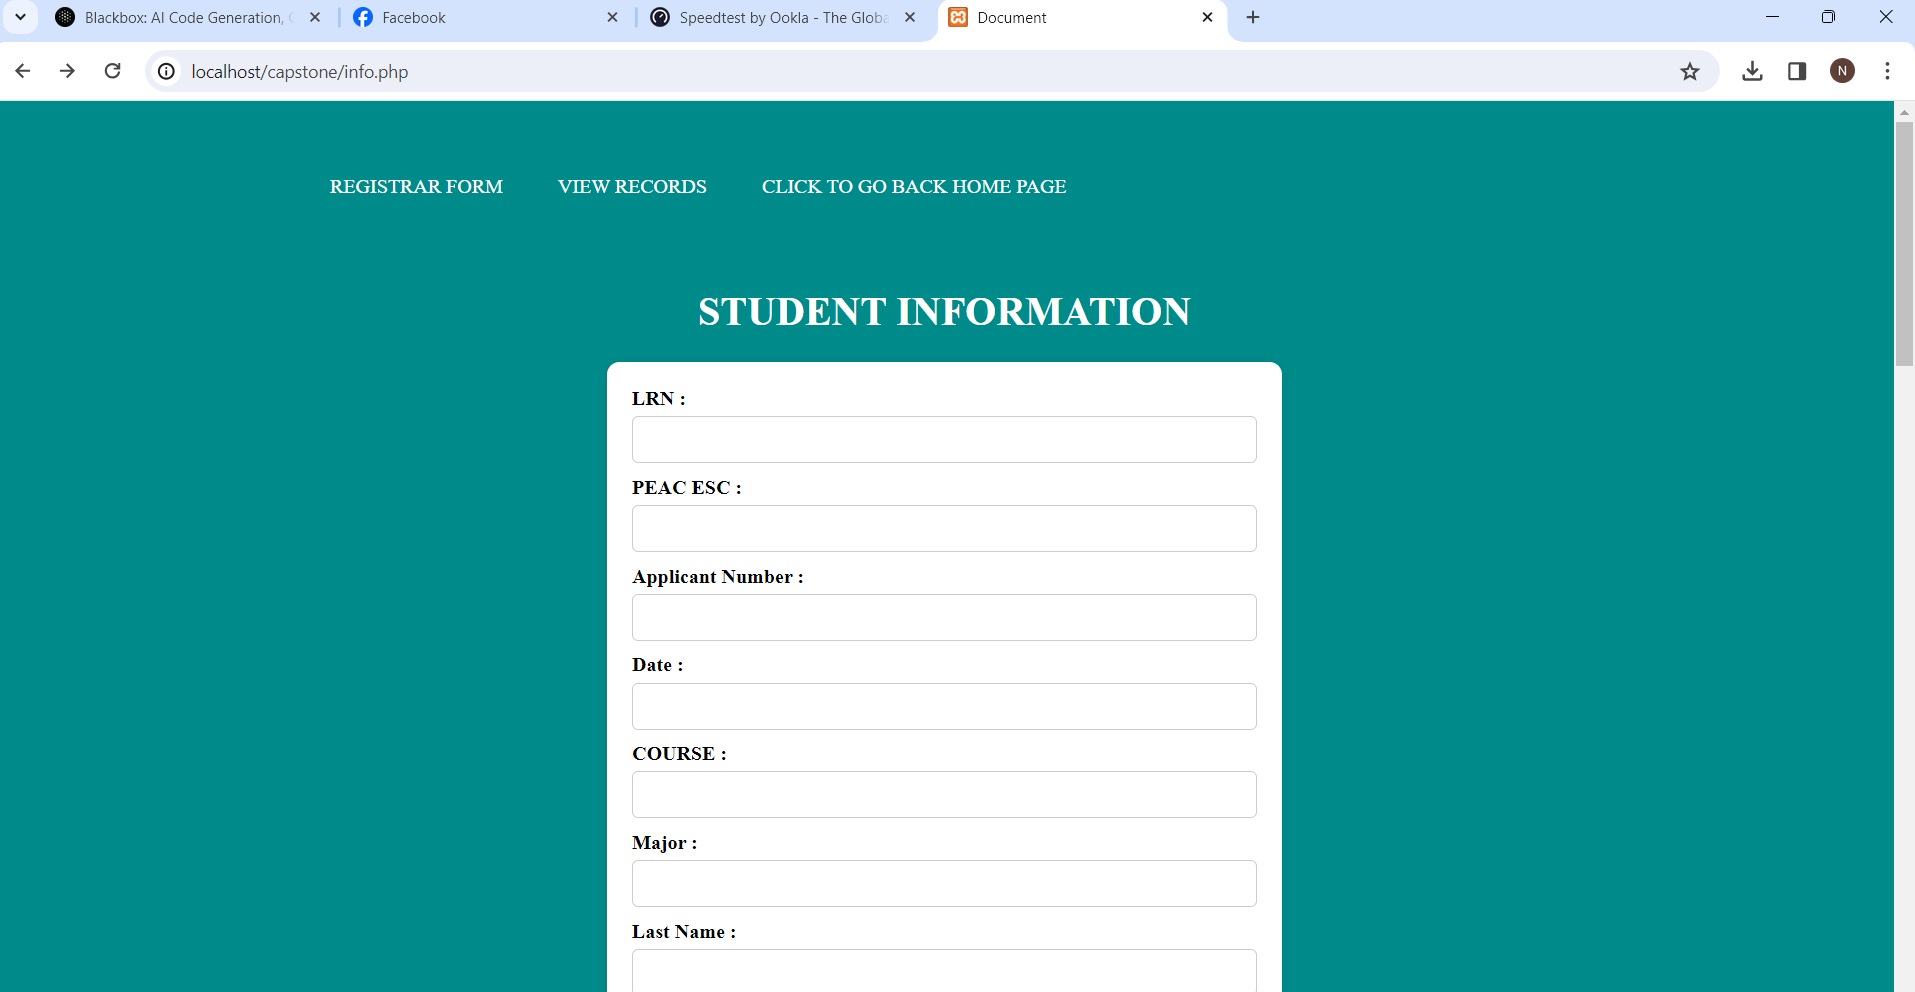 Blackbox: AI Code Generation,
Facebook
Speedtest by Ookla - The Globa
Document
localhost/capstone/info.php
N
REGISTRAR FORM
VIEW RECORDS
CLICK TO GO BACK HOME PAGE
STUDENT INFORMATION
LRN :
PEAC ESC :
Applicant Number :
Date :
COURSE :
Major :
Last Name :